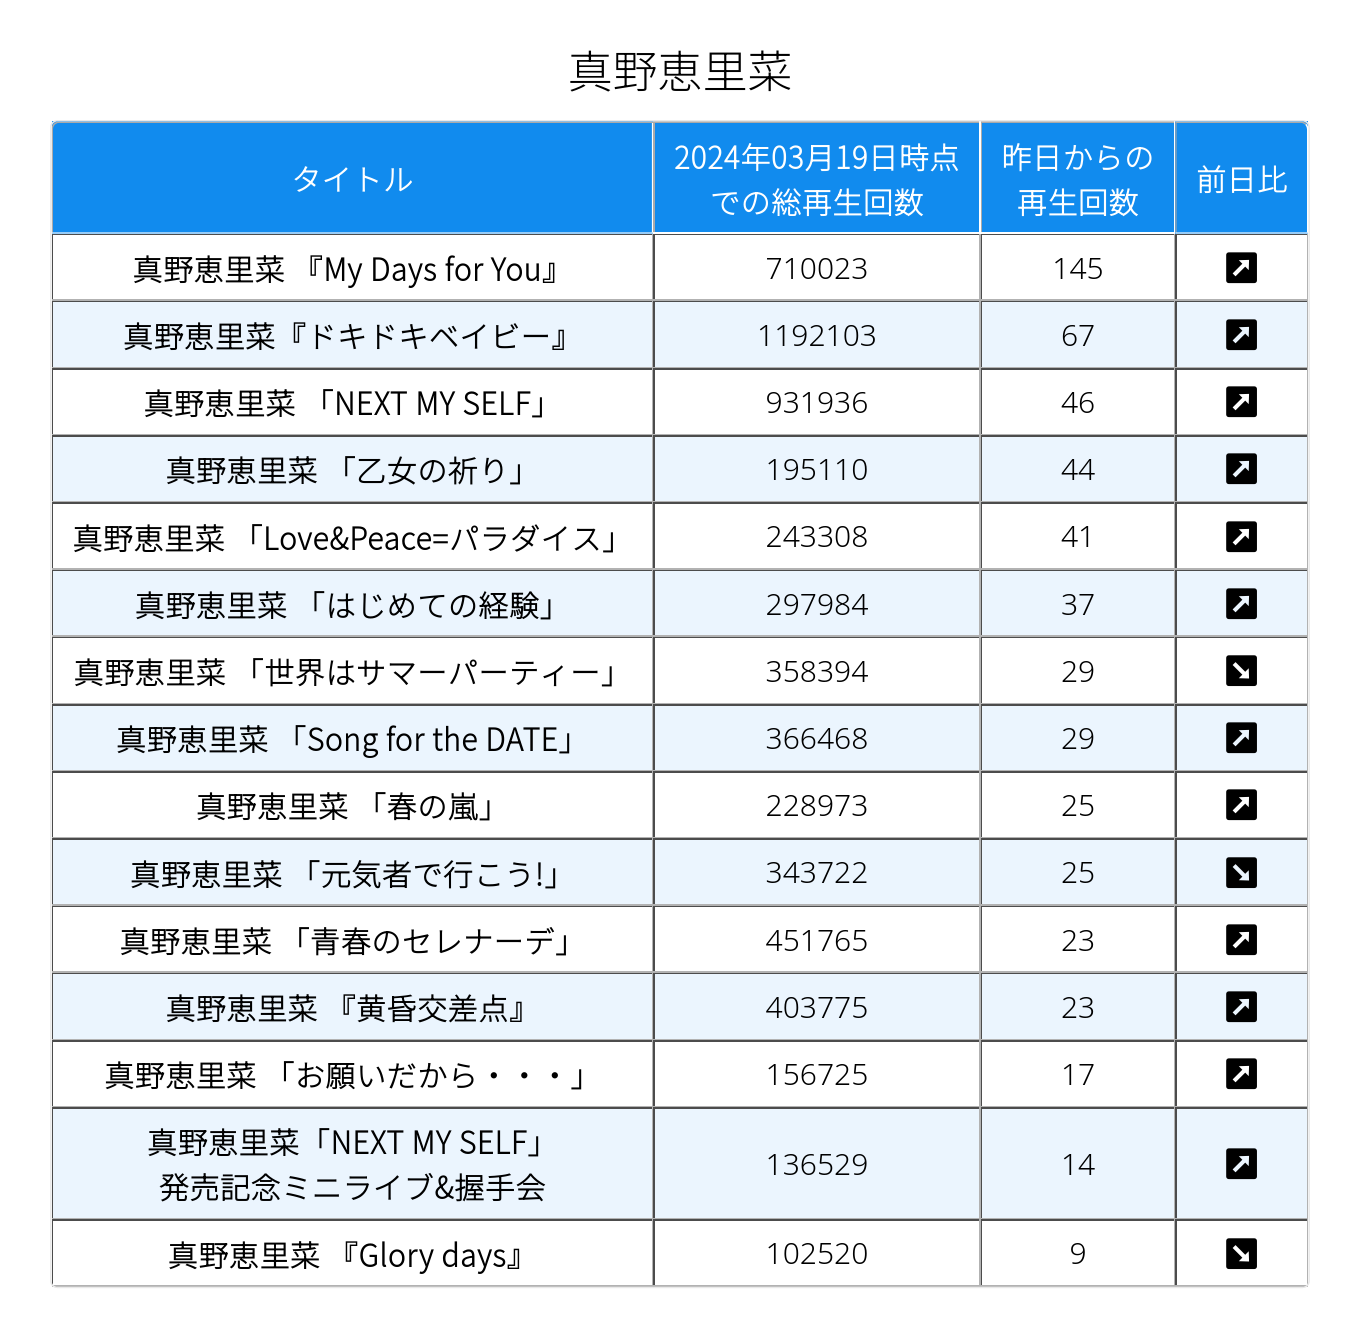 真野恵里菜
タイトル
2024年03月19日時点
での総再生回数
昨日からの
再生回数
前日比
真野恵里菜 『My Days for You』 710023 145 ↗
真野恵里菜『ドキドキベイビー』 1192103 67 ↗
真野恵里菜 「NEXT MY SELF」 931936 46 ↗
真野恵里菜 「乙女の祈り」 195110 44 ↗
真野恵里菜 「Love&Peace=パラダイス」 243308 41 ↗
真野恵里菜 「はじめての経験」 297984 37 ↗
真野恵里菜 「世界はサマーパーティー」 358394 29 ↘
真野恵里菜 「Song for the DATE」 366468 29 ↗
真野恵里菜 「春の嵐」 228973 25 ↗
真野恵里菜 「元気者で行こう!」 343722 25 ↘
真野恵里菜 「青春のセレナーデ」 451765 23 ↗
真野恵里菜 『黄昏交差点』 403775 23 ↗
真野恵里菜 「お願いだから・・・」 156725 17 ↗
真野恵里菜「NEXT MY SELF」
発売記念ミニライブ&握手会 136529 14 ↗
真野恵里菜 『Glory days』 102520 9 ↘